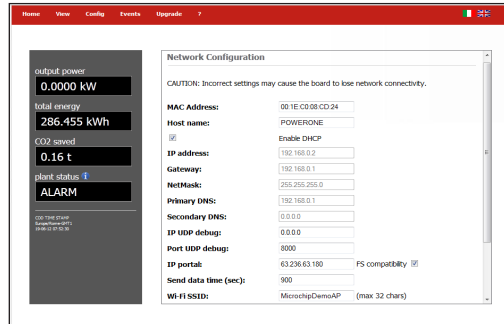 Home View Config Events Upgrade ?
output power
0.0000 kW
total energy
286.455 kWh
CO2 saved
0.16 t
plant status i
ALARM
TIME STAMP
Network Configuration
CAUTION: Incorrect settings may cause the board to lose network connectivity.
MAC Address: 00:1E:C0:08:CD:24
Host name: POWERONE
Enable DHCP
IP address: 192.168.0.2
Gateway: 192.168.0.1
NetMask: 255.255.255.0
Primary DNS: 192.168.0.1
Secondary DNS: 0.0.0.0
IP UDP debug: 0.0.0.0
Port UDP debug: 8000
IP portal: 63.236.63.180 FS compatibility
Send data time (sec): 900
Wi-Fi SSID: MicrochipDemoAP (max 32 chars)